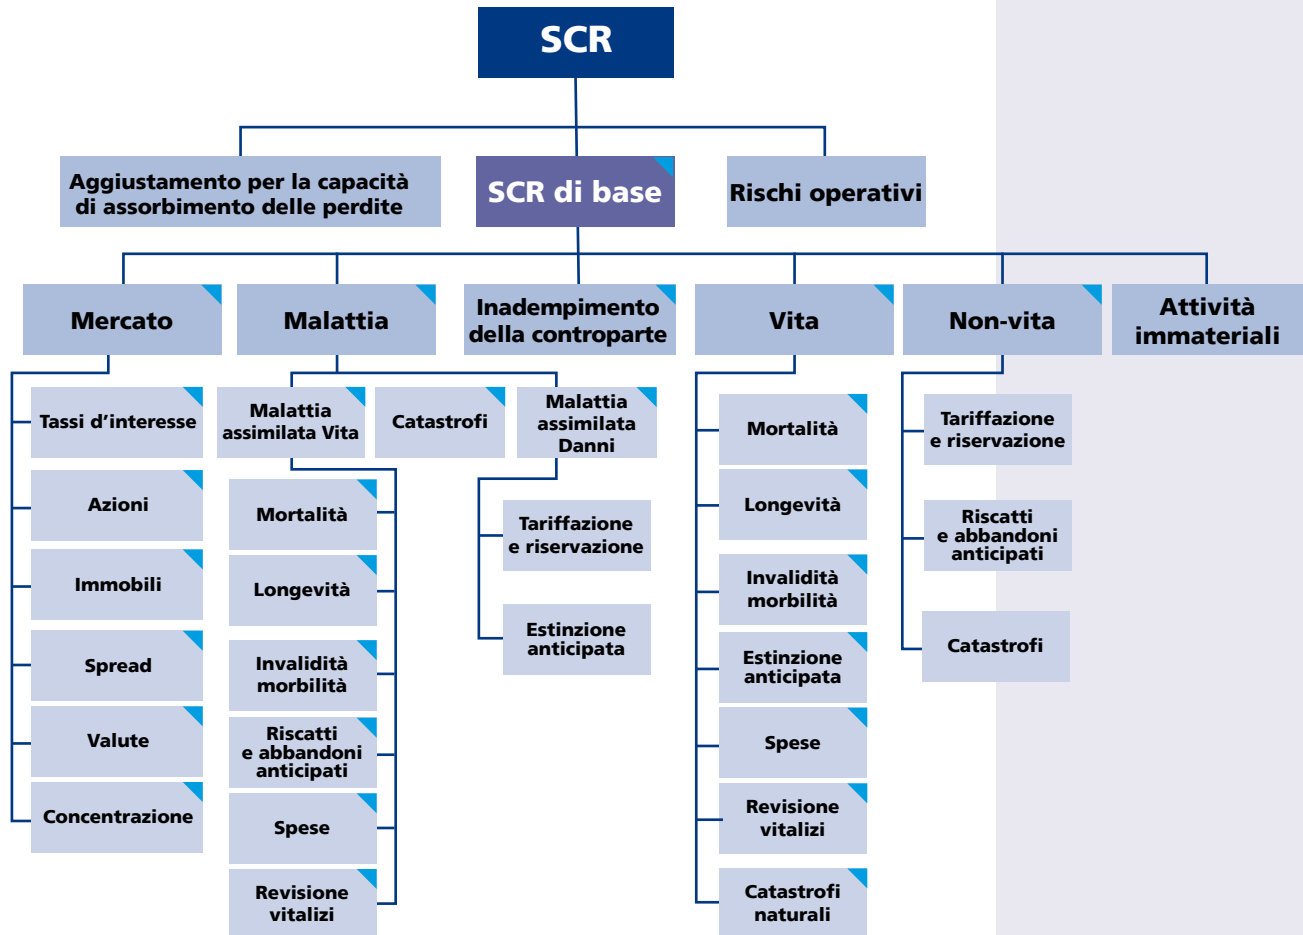 SCR
Aggiustamento per la capacità
di assorbimento delle perdite
SCR di base
Rischi operativi
Mercato
Malattia
Inadempimento
della controparte
Vita
Non-vita
Attività
immateriali
Tassi d'interesse
Azioni
Immobili
Spread
Valute
Concentrazione
Malattia
assimilata Vita
Catastrofi
Malattia
assimilata
Danni
Mortalità
Longevità
Invalidità
morbilità
Riscatti
e abbandoni
anticipati
Spese
Revisione
vitalizi
Tariffazione
e riservazione
Estinzione
anticipata
Mortalità
Longevità
Invalidità
morbilità
Estinzione
anticipata
Spese
Revisione
vitalizi
Catastrofi
naturali
Tariffazione
e riservazione
Riscatti
e abbandoni
anticipati
Catastrofi